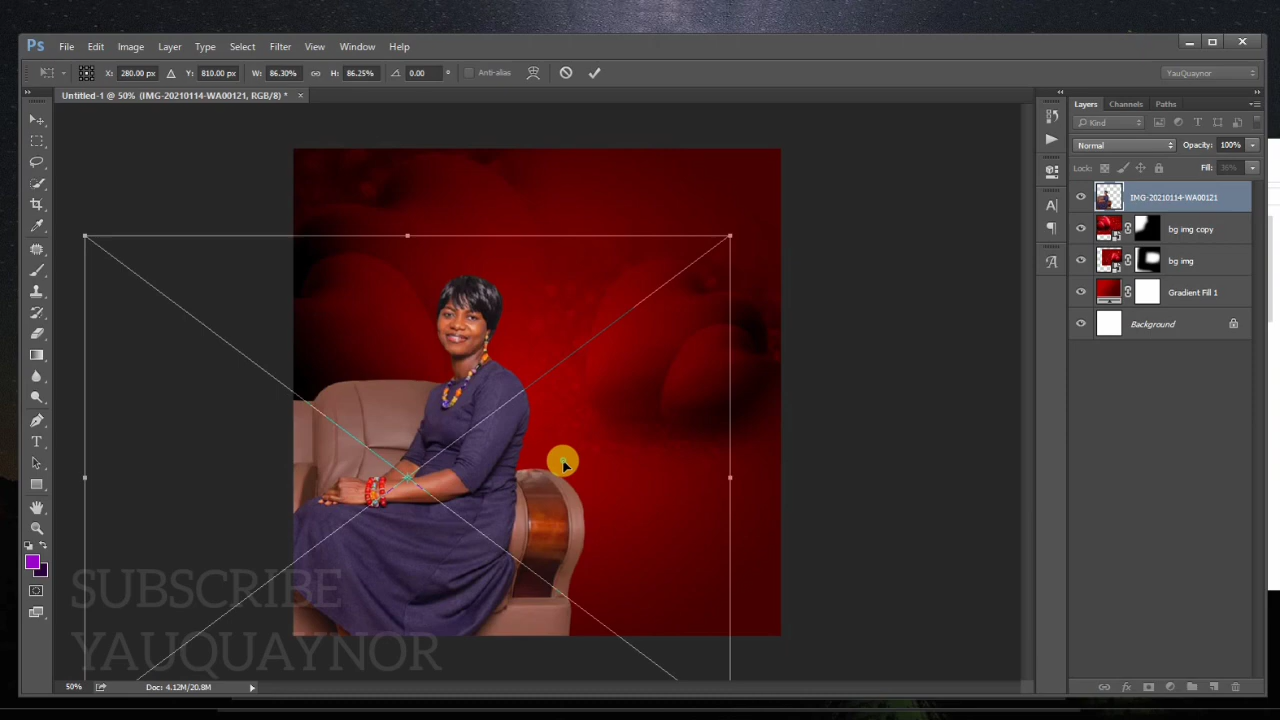 Ps File Edit Image Layer Type Select Filter View Window Help
X: 280.00 px Y: 810.00 px W: 86.30% H: 86.25% 0.00 ° Anti-alias YauQuaynor
Untitled-1 @ 50% (IMG-20210114-WA00121, RGB/8) * ×
Layers Channels Paths
Kind
Normal Opacity: 100%
Lock: Fill: 36%
IMG-20210114-WA00121
bg img copy
bg img
Gradient Fill 1
Background
SUBSCRIBE
YAUQUAYNOR
50% Doc: 4.12M/20.8M